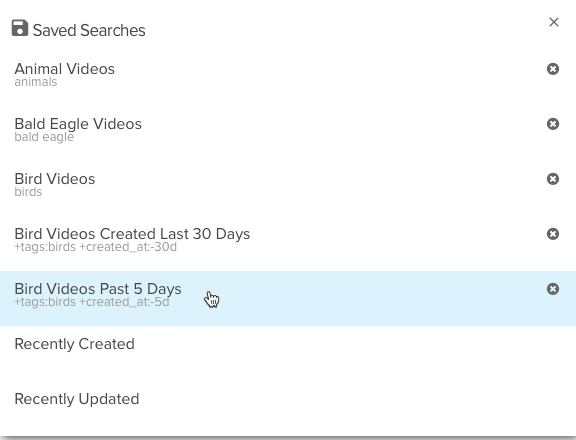 Saved Searches
Animal Videos
animals
Bald Eagle Videos
bald eagle
Bird Videos
birds
Bird Videos Created Last 30 Days
+tags:birds +created_at:-30d
Bird Videos Past 5 Days
+tags:birds +created_at:-5d
Recently Created
Recently Updated